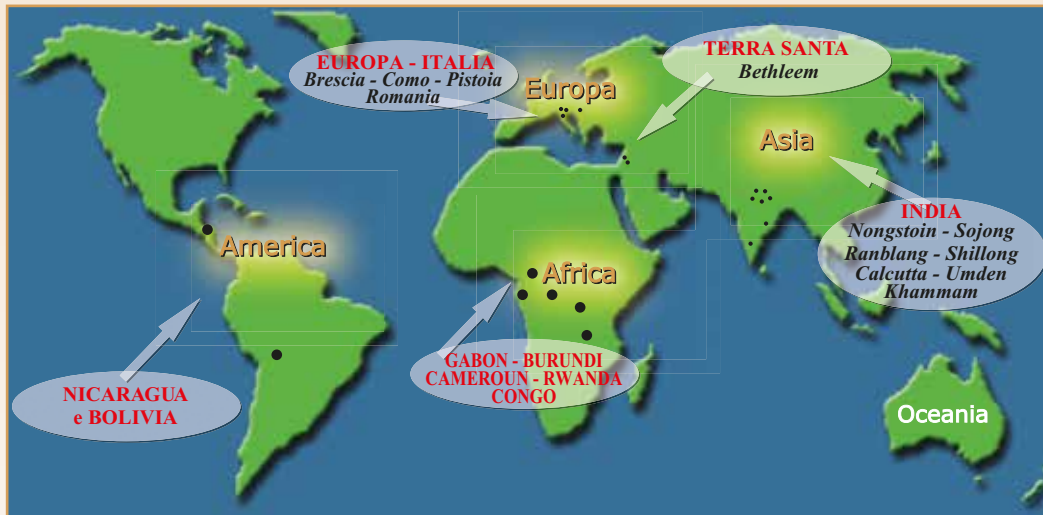 EUROPA - ITALIA
Brescia - Como - Pistoia
Romania
Europa
TERRA SANTA
Bethleem
Asia
INDIA
Nongstoin - Sojong
Ranblang - Shillong
Calcutta - Umden
Khammam
America
NICARAGUA
e BOLIVIA
Africa
GABON - BURUNDI
CAMEROUN - RWANDA
CONGO
Oceania